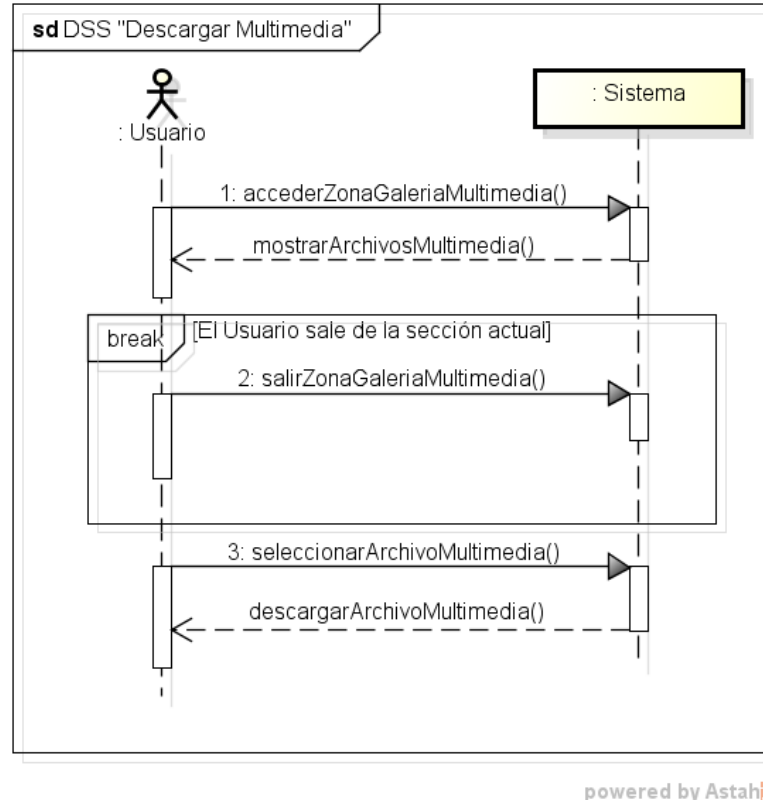 sd DSS "Descargar Multimedia"
: Usuario
: Sistema
1: accederZonaGaleriaMultimedia()
mostrarArchivosMultimedia()
break
[El Usuario sale de la sección actual]
2: salirZonaGaleriaMultimedia()
3: seleccionarArchivoMultimedia()
descargarArchivoMultimedia()
powered by Astah